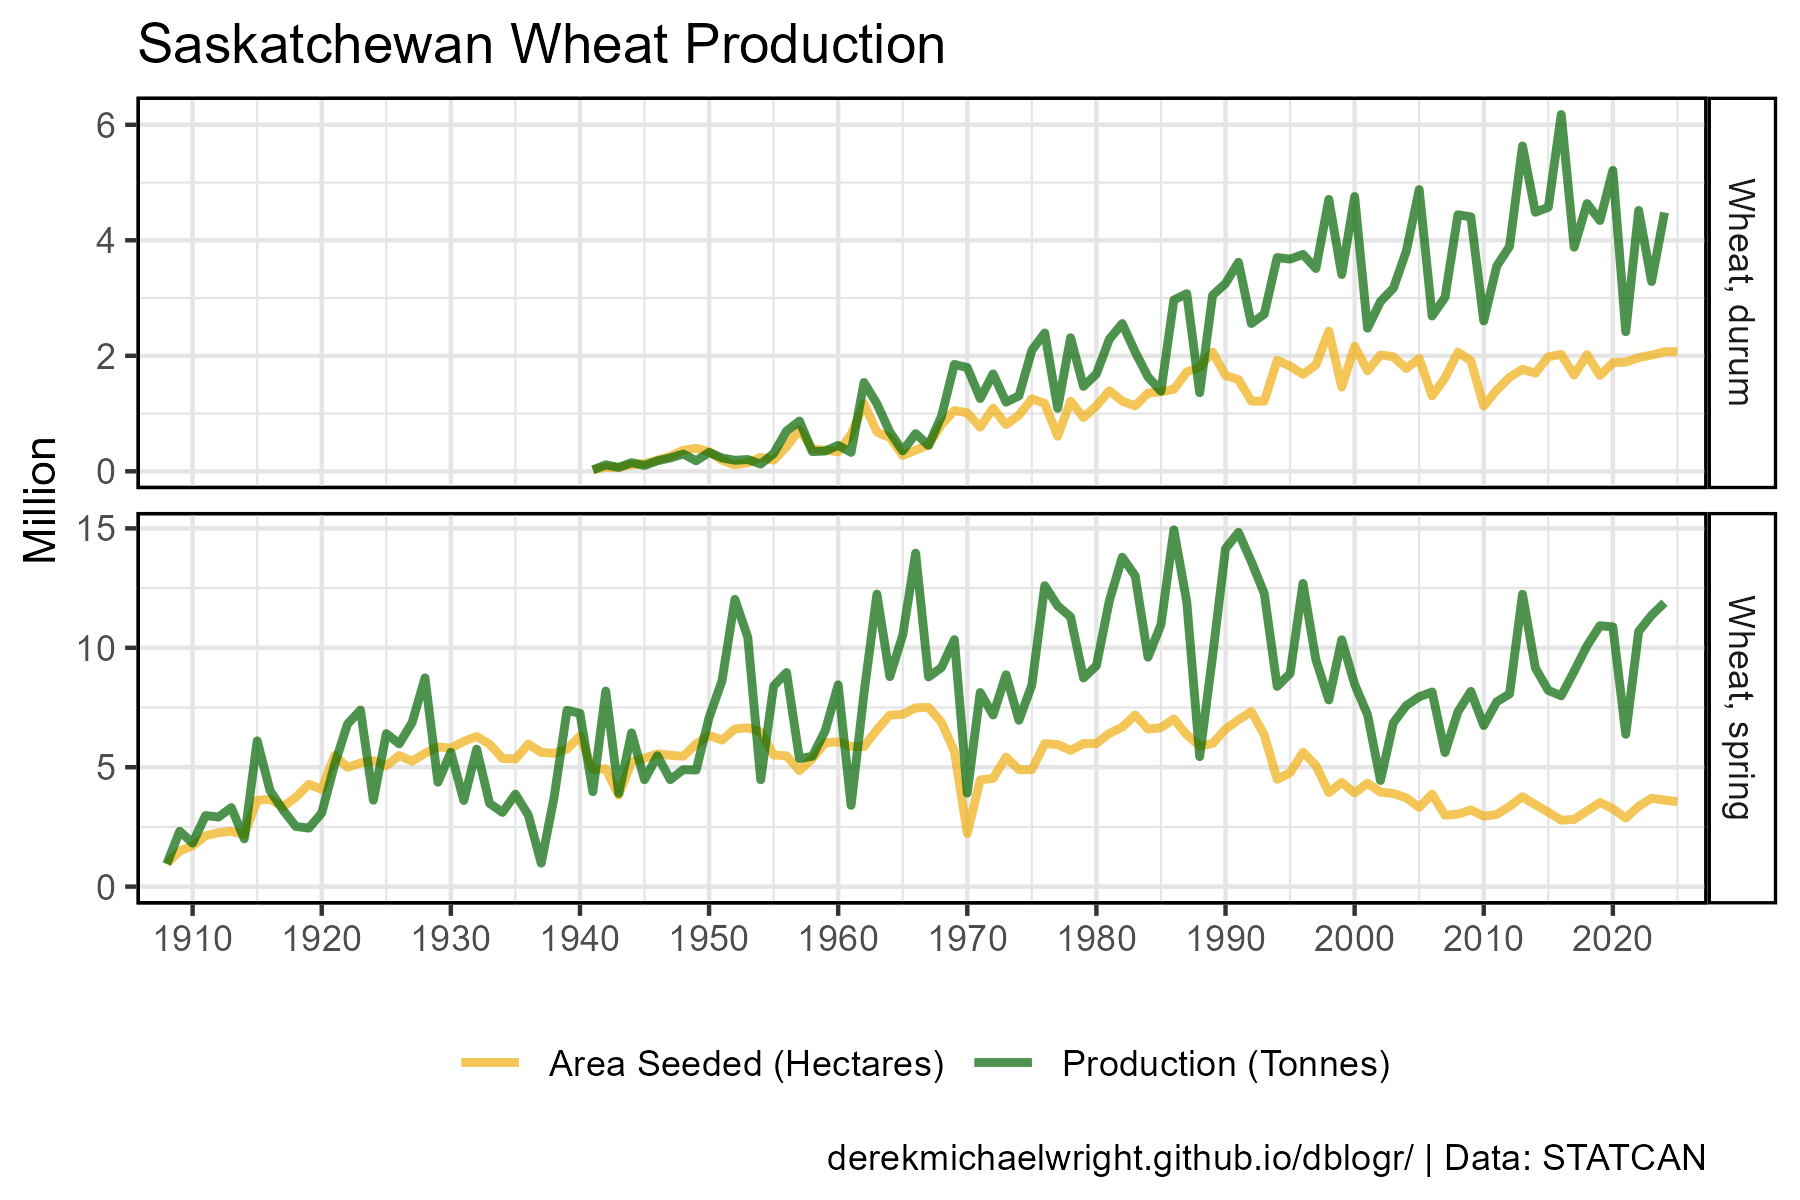 Saskatchewan Wheat Production
Million
6
4
2
0
Wheat, durum
15
10
5
0
Wheat, spring
1910 1920 1930 1940 1950 1960 1970 1980 1990 2000 2010 2020
Area Seeded (Hectares) Production (Tonnes)
derekmichaelwright.github.io/dblogr/ | Data: STATCAN